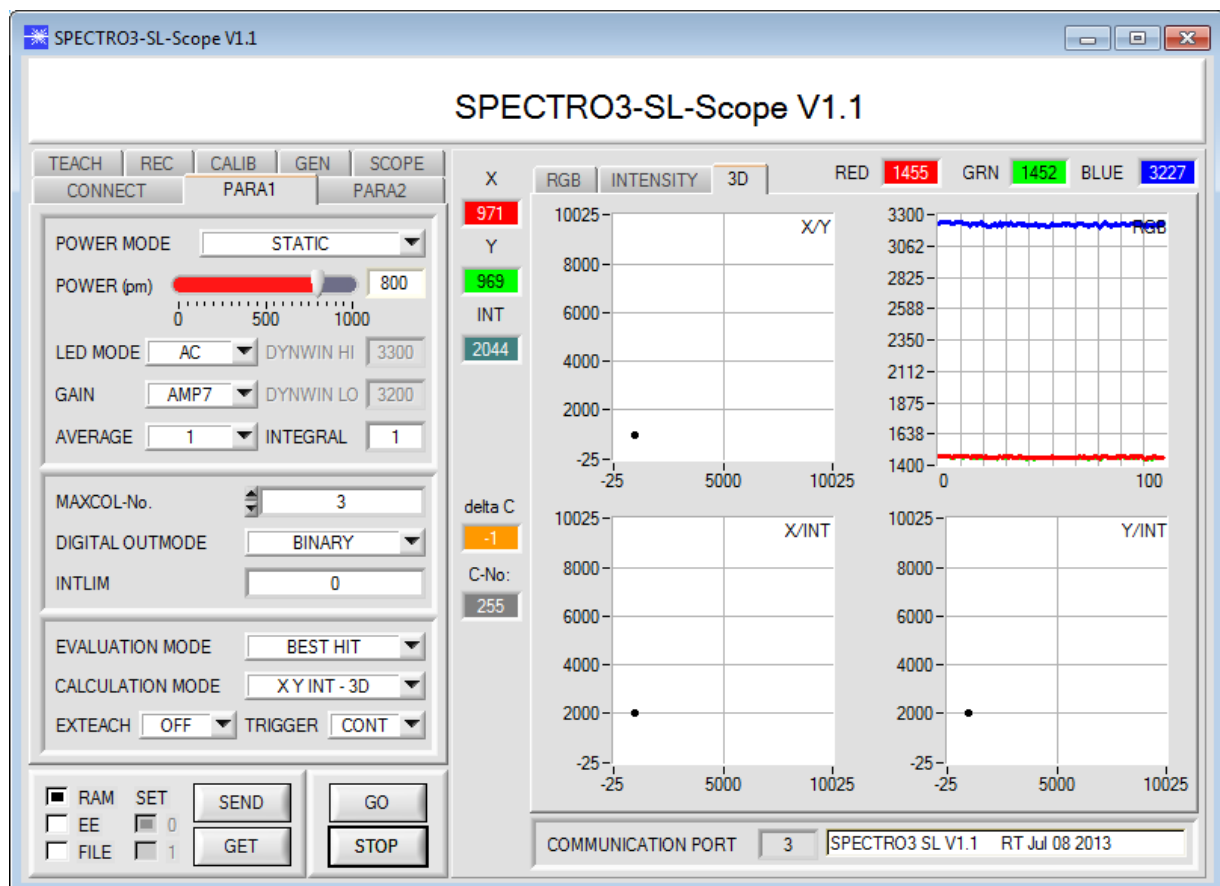 SPECTRO3-SL-Scope V1.1
SPECTRO3-SL-Scope V1.1
TEACH REC CALIB GEN SCOPE
CONNECT PARA1 PARA2
POWER MODE STATIC
POWER (pm) 800
0 500 1000
LED MODE AC DYNWIN HI 3300
GAIN AMP7 DYNWIN LO 3200
AVERAGE 1 INTEGRAL 1
MAXCOL-No. 3
DIGITAL OUTMODE BINARY
INTLIM 0
EVALUATION MODE BEST HIT
CALCULATION MODE X Y INT - 3D
EXTEACH OFF TRIGGER CONT
RAM SET SEND GO
EE 0
FILE 1 GET STOP
X
971
Y
969
INT
2044
delta C
-1
C-No:
255
RGB INTENSITY 3D RED 1455 GRN 1452 BLUE 3227
X/Y
10025
8000
6000
4000
2000
-25
-25 5000 10025
RGB
3300
3062
2825
2588
2350
2112
1875
1638
1400
0 100
X/INT
10025
8000
6000
4000
2000
-25
-25 5000 10025
Y/INT
10025
8000
6000
4000
2000
-25
-25 5000 10025
COMMUNICATION PORT 3 SPECTRO3 SL V1.1 RT Jul 08 2013